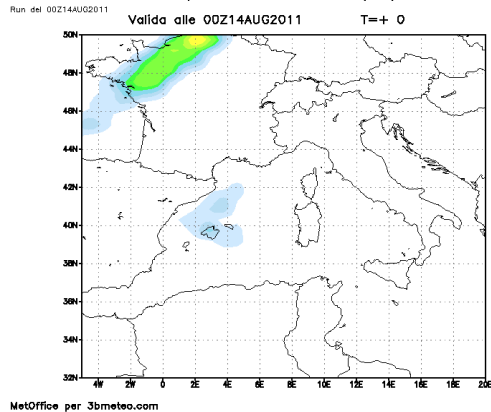 Run del 00Z14AUG2011
Valida alle 00Z14AUG2011 T=+ 0
50N
48N
46N
44N
42N
40N
38N
36N
34N
32N
4W 2W 0 2E 4E 6E 8E 10E 12E 14E 16E 18E 20E
MetOffice per 3bmeteo.com